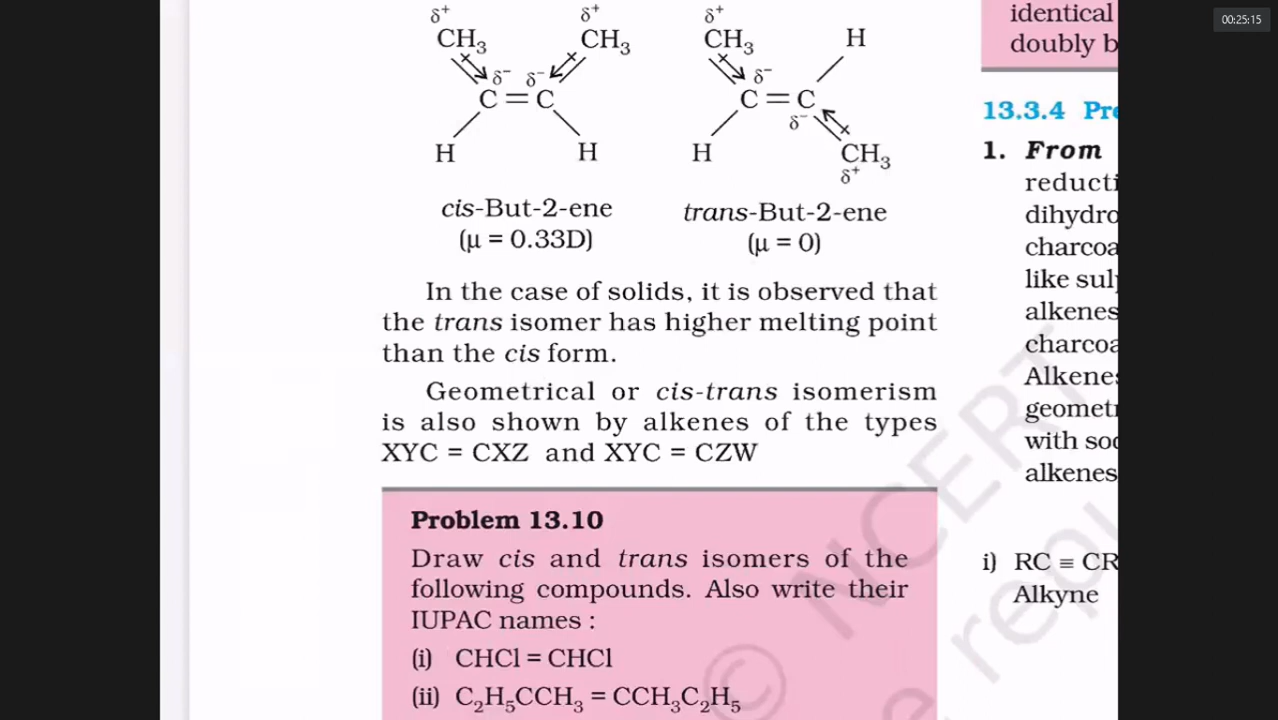 δ+ δ+ δ+
CH3 CH3 CH3 H
δ– δ– δ–
C = C C = C
δ–
H H H CH3
δ+
cis-But-2-ene trans-But-2-ene
(μ = 0.33D) (μ = 0)
In the case of solids, it is observed that
the trans isomer has higher melting point
than the cis form.
Geometrical or cis-trans isomerism
is also shown by alkenes of the types
XYC = CXZ and XYC = CZW
Problem 13.10
Draw cis and trans isomers of the
following compounds. Also write their
IUPAC names :
(i) CHCl = CHCl
(ii) C2H5CCH3 = CCH3C2H5
identical
doubly b
13.3.4 Pre
1. From
reducti
dihydro
charcoa
like sul
alkenes
charcoa
Alkenes
geometr
with soc
alkenes
i) RC ≡ CR
Alkyne
© NCERT
e repu
00:25:15